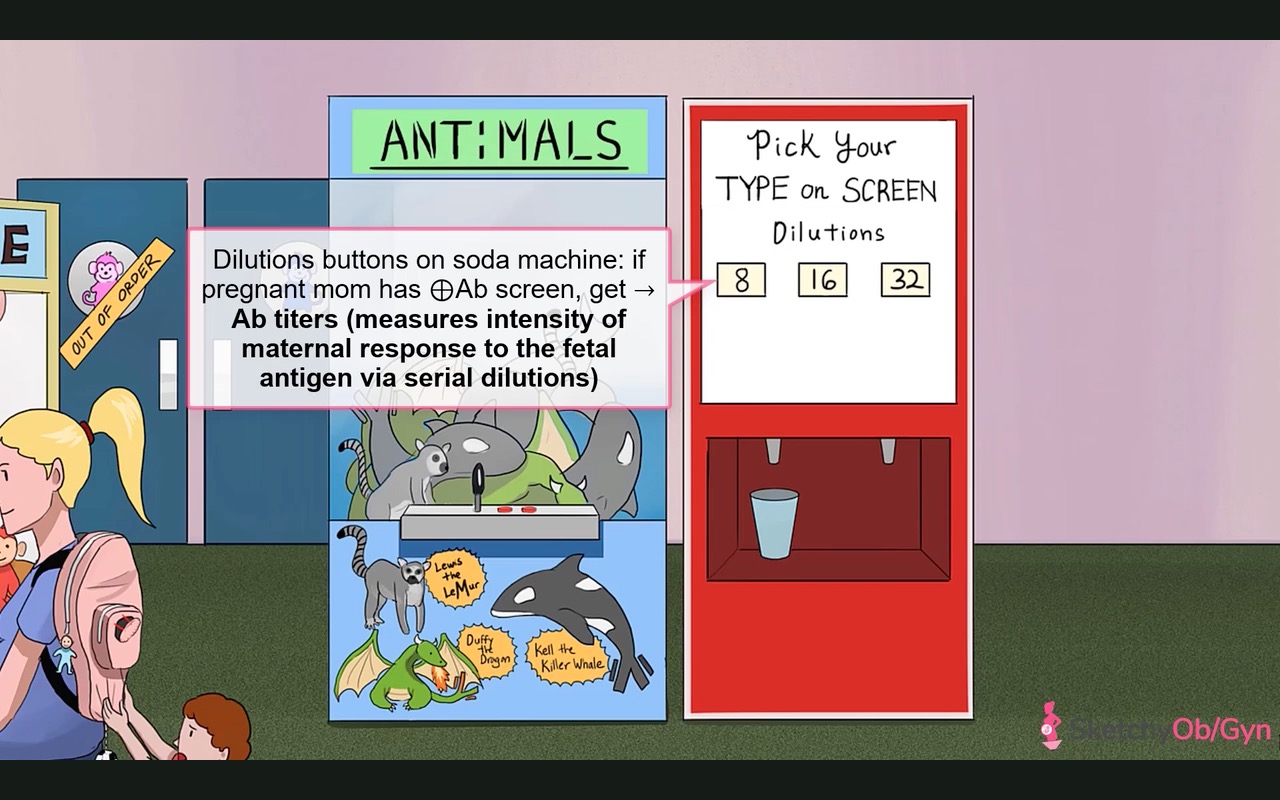 ANTiMALS
Pick Your
TYPE on SCREEN
Dilutions
8 16 32
E
OUT OF ORDER
Dilutions buttons on soda machine: if
pregnant mom has ⊕Ab screen, get →
Ab titers (measures intensity of
maternal response to the fetal
antigen via serial dilutions)
Lewis
the
LeMur
Duffy
the
Dragon
Kell the
Killer Whale
SketchyOb/Gyn